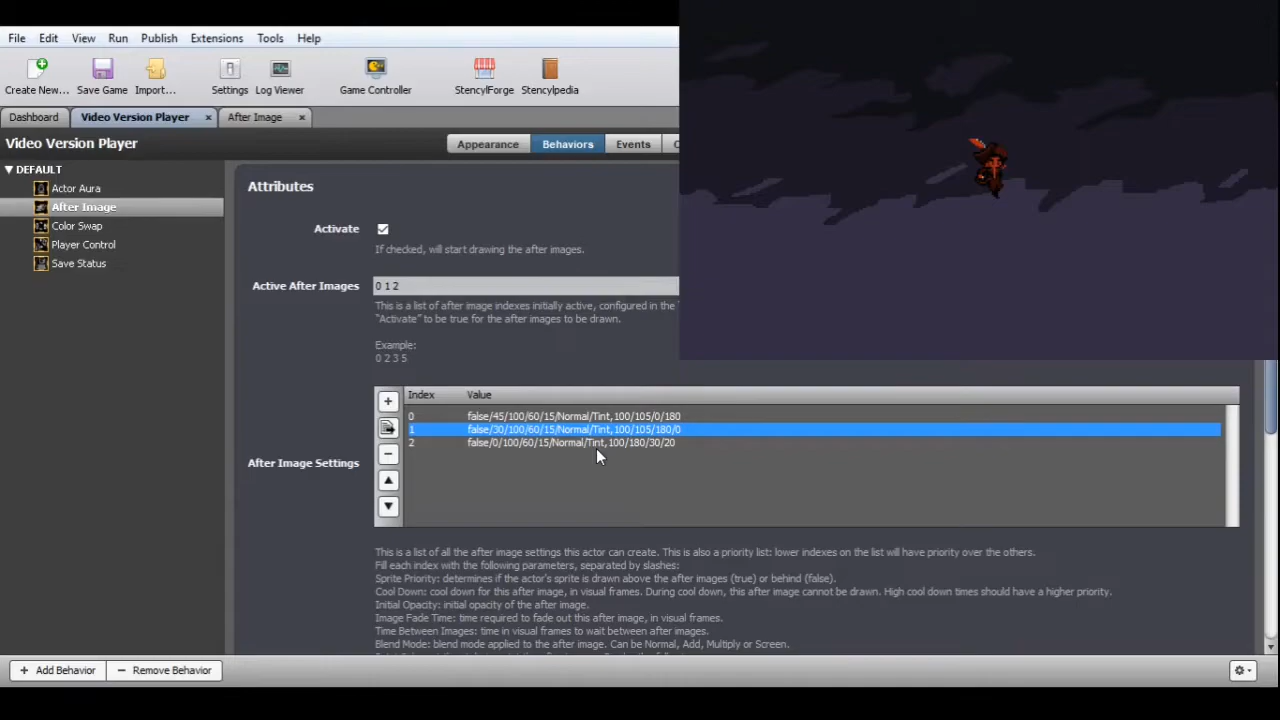 File Edit View Run Publish Extensions Tools Help
Create New... Save Game Import... Settings Log Viewer Game Controller StencylForge Stencylpedia
Dashboard Video Version Player × After Image ×
Video Version Player Appearance Behaviors Events
DEFAULT
Actor Aura
After Image
Color Swap
Player Control
Save Status
Attributes
Activate
If checked, will start drawing the after images.
Active After Images 0 1 2
This is a list of after image indexes initially active, configured in the
"Activate" to be true for the after images to be drawn.
Example:
0 2 3 5
Index Value
0 false/45/100/60/15/Normal/Tint,100/105/0/180
1 false/30/100/60/15/Normal/Tint,100/105/180/0
2 false/0/100/60/15/Normal/Tint,100/180/30/20
After Image Settings
This is a list of all the after image settings this actor can create. This is also a priority list: lower indexes on the list will have priority over the others.
Fill each index with the following parameters, separated by slashes:
Sprite Priority: determines if the actor's sprite is drawn above the after images (true) or behind (false).
Cool Down: cool down for this after image, in visual frames. During cool down, this after image cannot be drawn. High cool down times should have a higher priority.
Initial Opacity: initial opacity of the after image.
Image Fade Time: time required to fade out this after image, in visual frames.
Time Between Images: time in visual frames to wait between after images.
Blend Mode: blend mode applied to the after image. Can be Normal, Add, Multiply or Screen.
+ Add Behavior − Remove Behavior